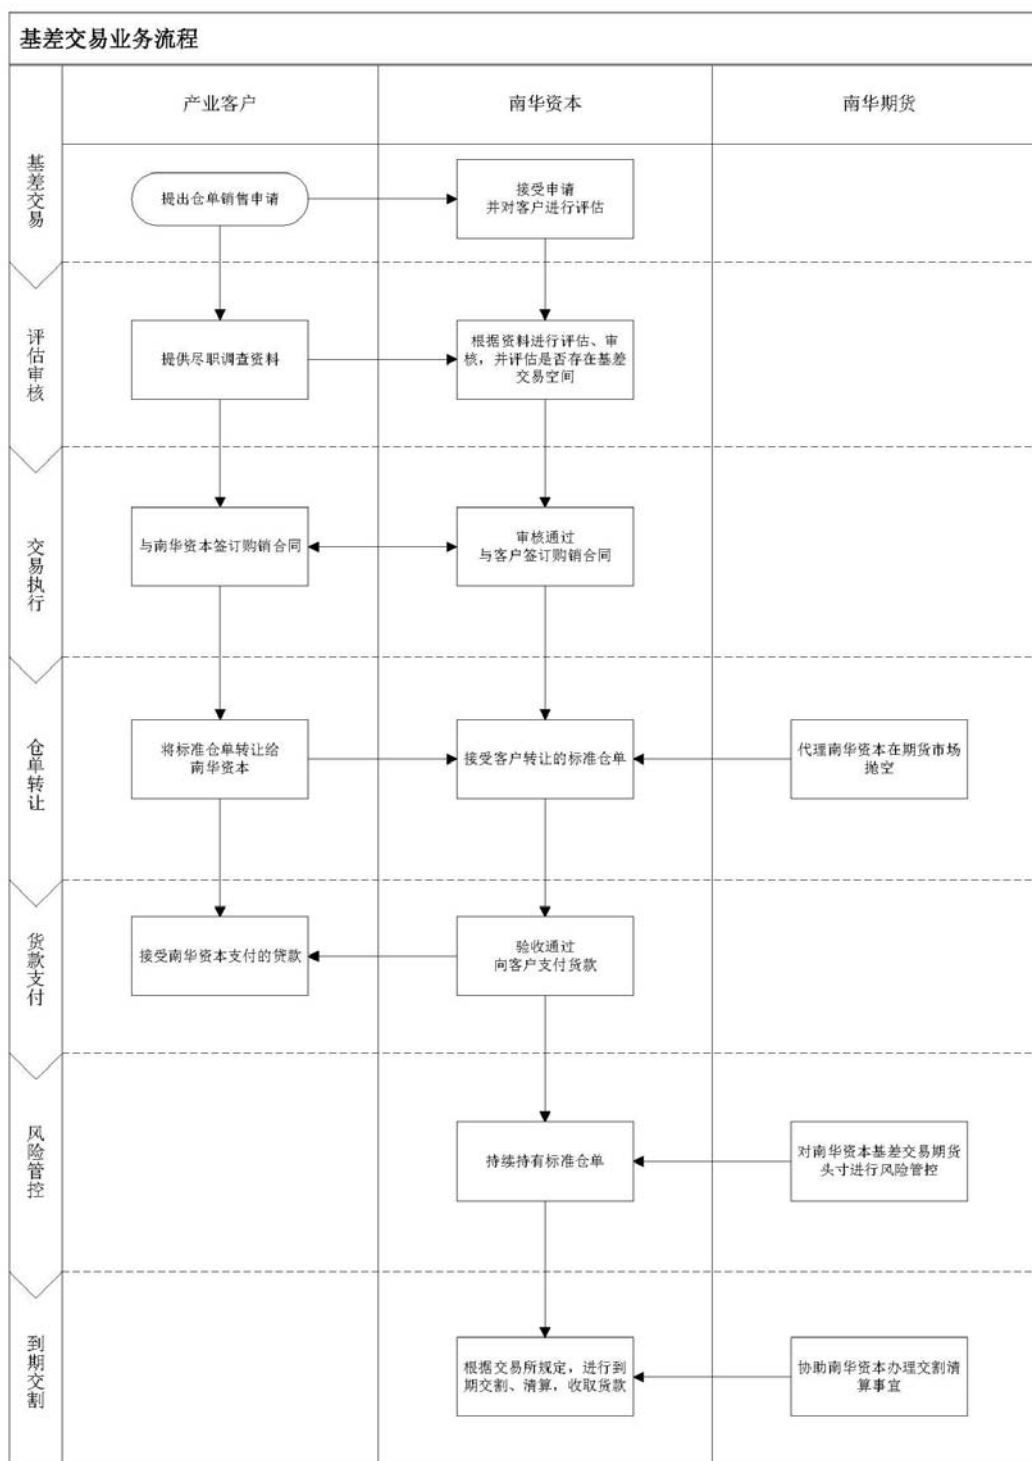 基差交易业务流程
产业客户
南华资本
南华期货
基差交易
提出仓单销售申请
接受申请
并对客户进行评估
评估审核
提供尽职调查资料
根据资料进行评估、审
核，并评估是否存在基差
交易空间
交易执行
与南华资本签订购销合同
审核通过
与客户签订购销合同
仓单转让
将标准仓单转让给
南华资本
接受客户转让的标准仓单
代理南华资本在期货市场
抛空
货款支付
接受南华资本支付的贷款
验收通过
向客户支付货款
风险管控
持续持有标准仓单
对南华资本基差交易期货
头寸进行风险管控
到期交割
根据交易所规定，进行到
期交割、清算，收取货款
协助南华资本办理交割清
算事宜